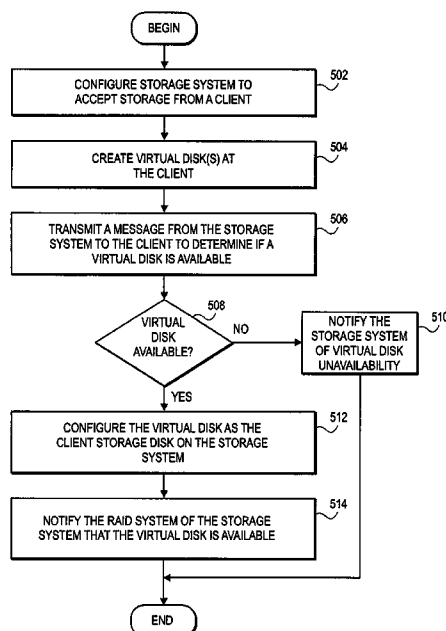 BEGIN
502
CONFIGURE STORAGE SYSTEM TO
ACCEPT STORAGE FROM A CLIENT
504
CREATE VIRTUAL DISK(S) AT
THE CLIENT
506
TRANSMIT A MESSAGE FROM THE STORAGE
SYSTEM TO THE CLIENT TO DETERMINE IF A
VIRTUAL DISK IS AVAILABLE
508
VIRTUAL
DISK
AVAILABLE?
NO
510
NOTIFY THE
STORAGE SYSTEM
OF VIRTUAL DISK
UNAVAILABILITY
YES
512
CONFIGURE THE VIRTUAL DISK AS THE
CLIENT STORAGE DISK ON THE STORAGE
SYSTEM
514
NOTIFY THE RAID SYSTEM OF THE STORAGE
SYSTEM THAT THE VIRTUAL DISK IS AVAILABLE
END